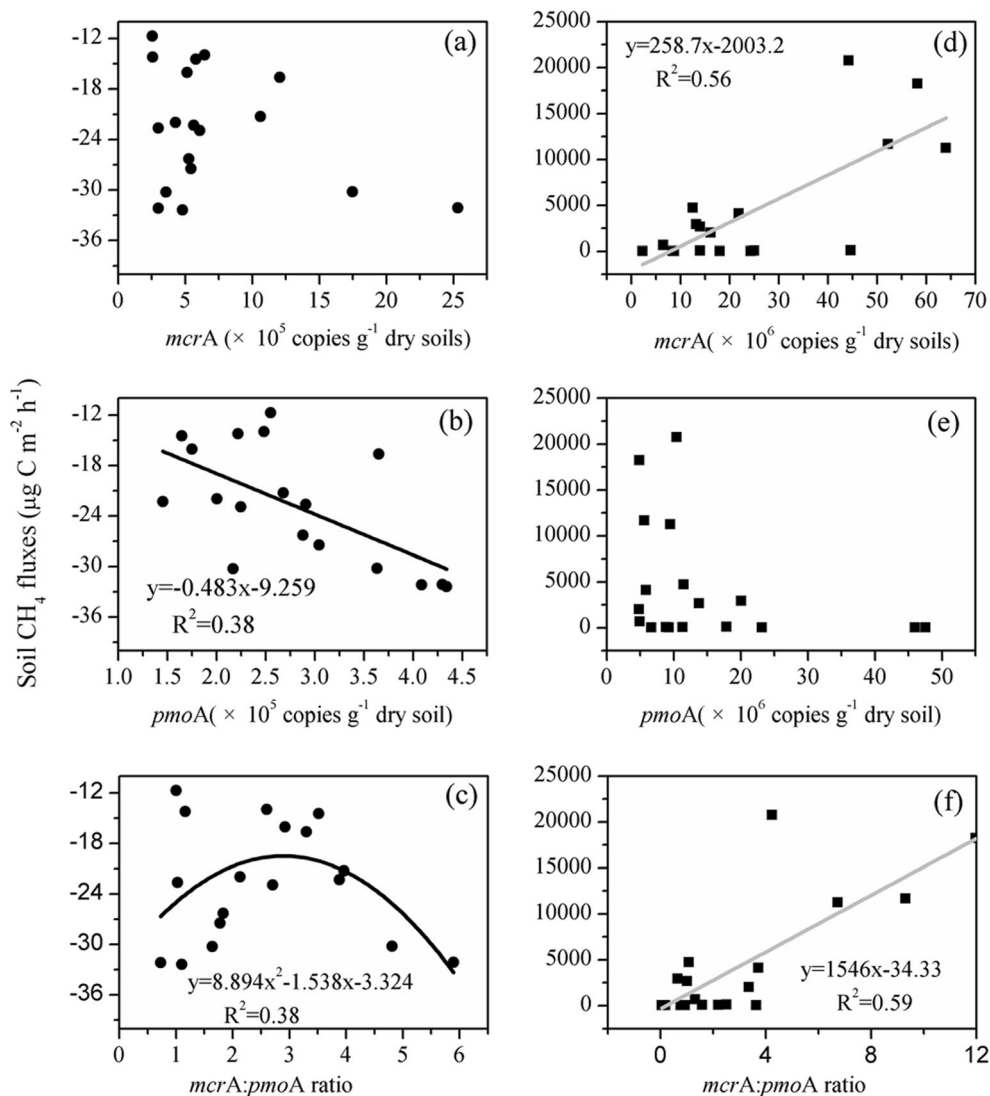 Soil CH4 fluxes (μg C m-2 h-1)
(a)
-12
-18
-24
-30
-36
0 5 10 15 20 25
mcrA (× 10^5 copies g^-1 dry soils)
(d)
y=258.7x-2003.2
R²=0.56
25000
20000
15000
10000
5000
0
0 10 20 30 40 50 60 70
mcrA( × 10^6 copies g^-1 dry soils)
(b)
-12
-18
-24
-30
-36
y=-0.483x-9.259
R²=0.38
1.0 1.5 2.0 2.5 3.0 3.5 4.0 4.5
pmoA( × 10^5 copies g^-1 dry soil)
(e)
25000
20000
15000
10000
5000
0
0 10 20 30 40 50
pmoA( × 10^6 copies g^-1 dry soil)
(c)
-12
-18
-24
-30
-36
y=8.894x²-1.538x-3.324
R²=0.38
0 1 2 3 4 5 6
mcrA:pmoA ratio
(f)
25000
20000
15000
10000
5000
0
y=1546x-34.33
R²=0.59
0 4 8 12
mcrA:pmoA ratio